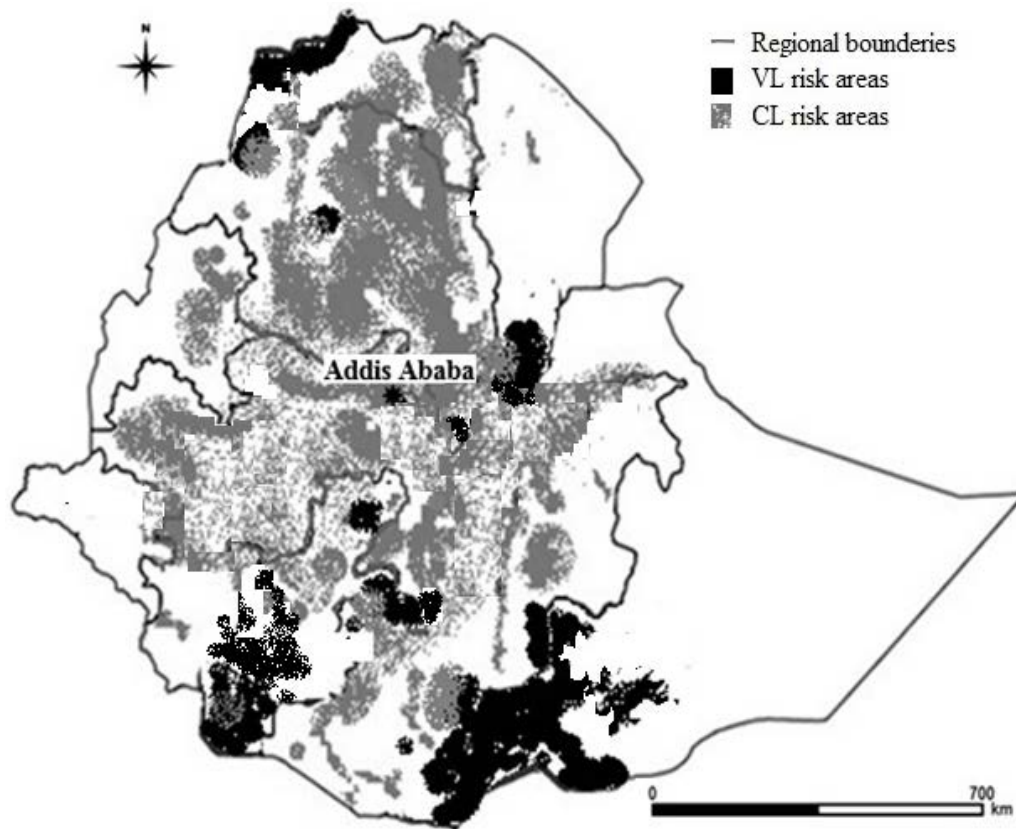 N
Regional bounderies
VL risk areas
CL risk areas
Addis Ababa
0 700
km